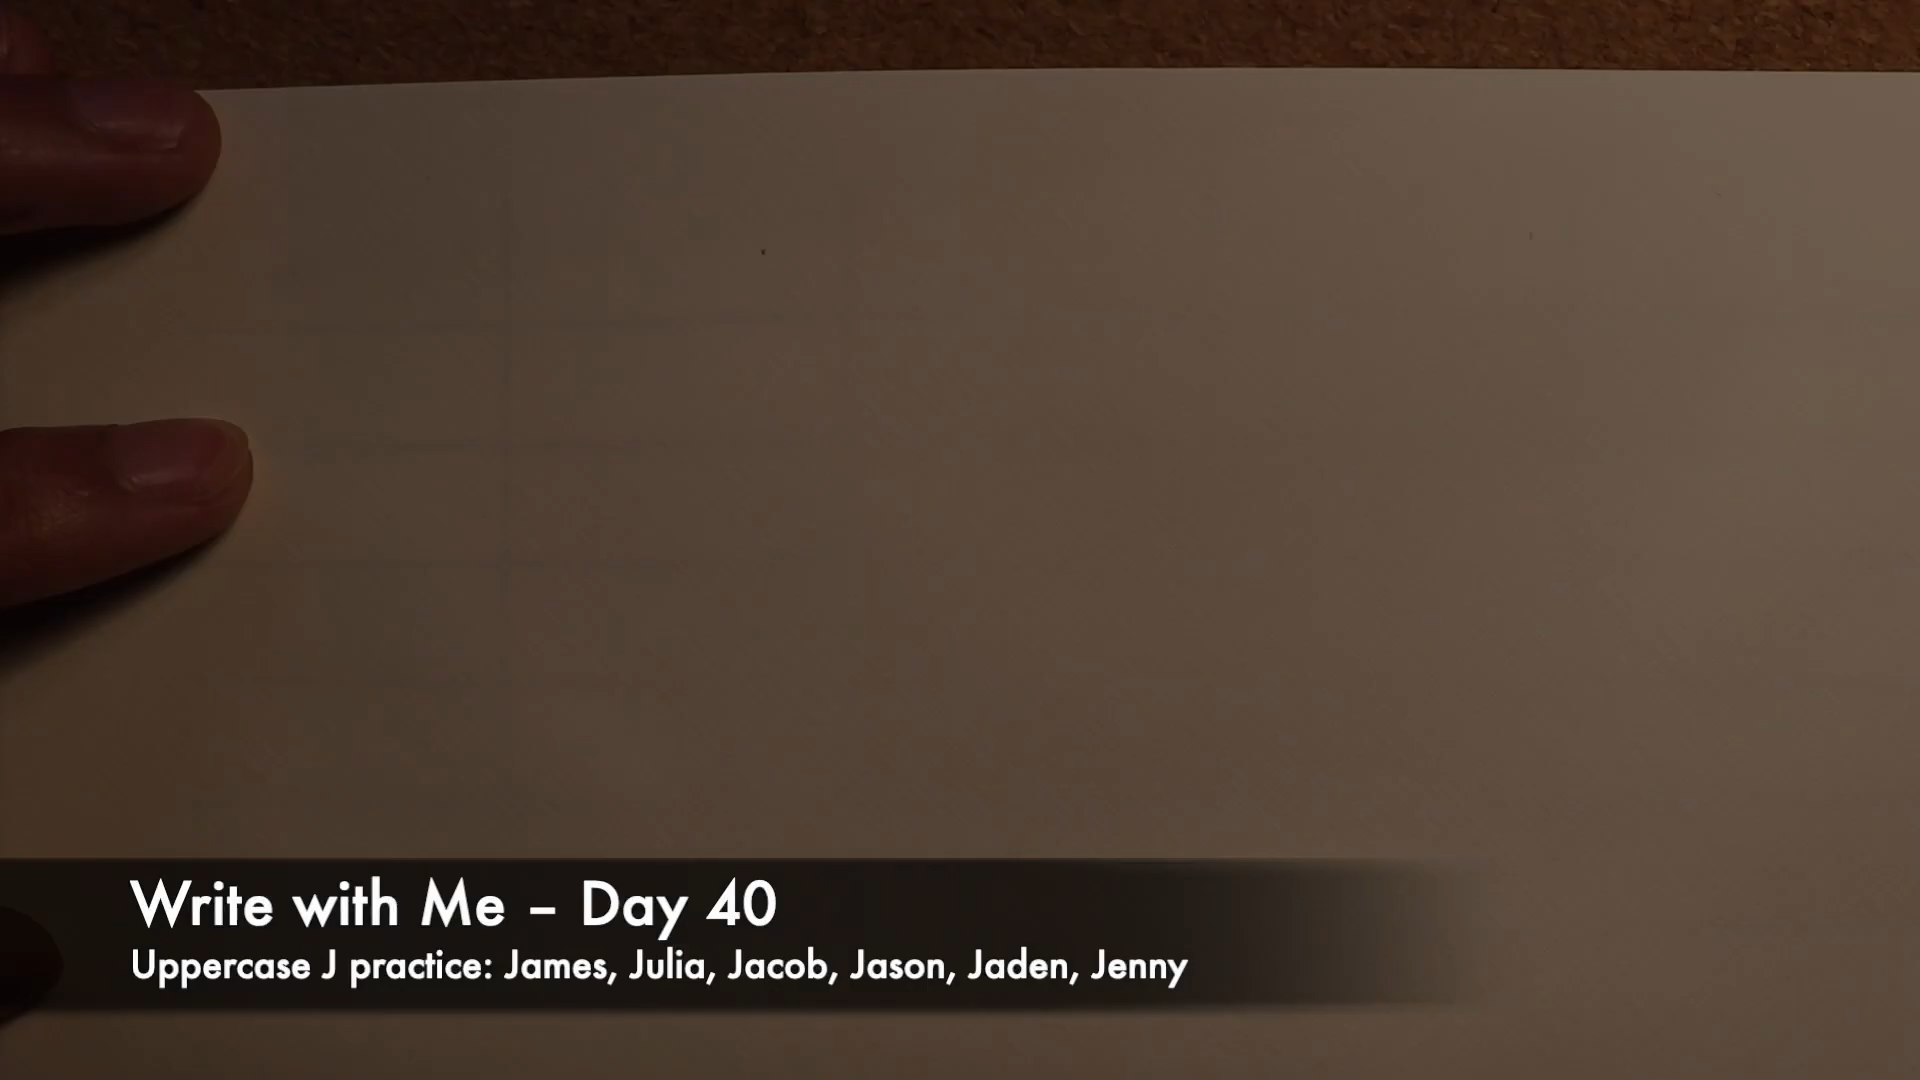 Write with Me – Day 40
Uppercase J practice: James, Julia, Jacob, Jason, Jaden, Jenny